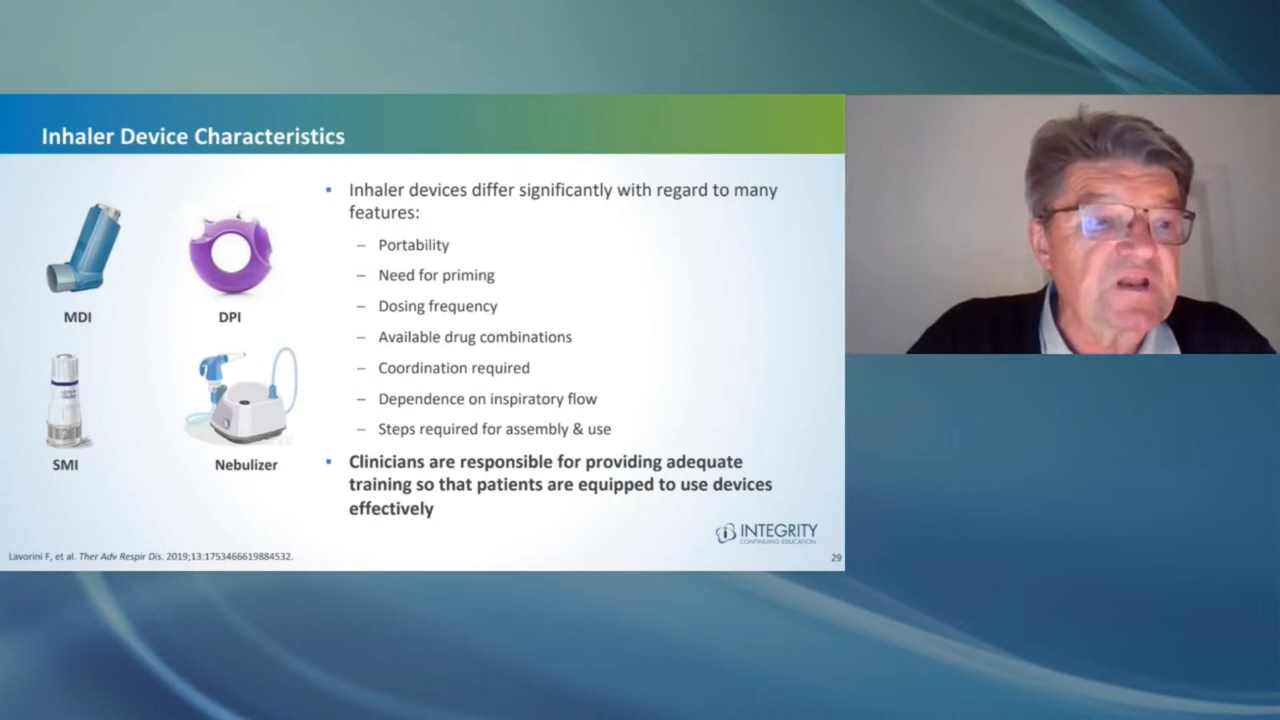 Inhaler Device Characteristics
MDI
DPI
SMI
Nebulizer
▪ Inhaler devices differ significantly with regard to many
features:
– Portability
– Need for priming
– Dosing frequency
– Available drug combinations
– Coordination required
– Dependence on inspiratory flow
– Steps required for assembly & use
▪ Clinicians are responsible for providing adequate
training so that patients are equipped to use devices
effectively
INTEGRITY
CONTINUING EDUCATION
Lavorini F, et al. Ther Adv Respir Dis. 2019;13:1753466619884532.
29